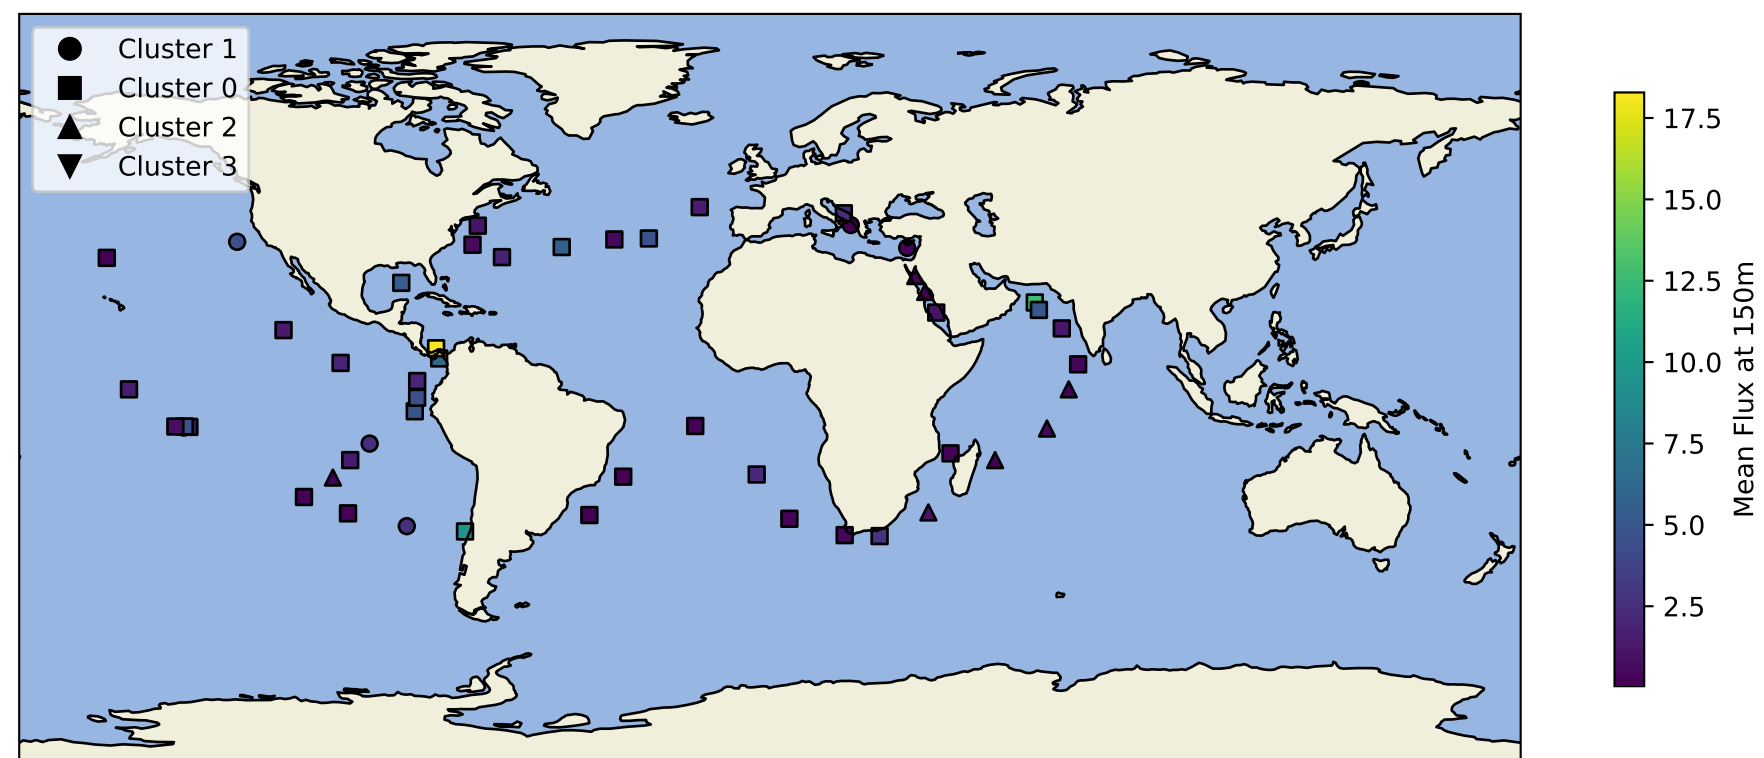 Cluster 1
Cluster 0
Cluster 2
Cluster 3
17.5
15.0
12.5
10.0
7.5
5.0
2.5
Mean Flux at 150m